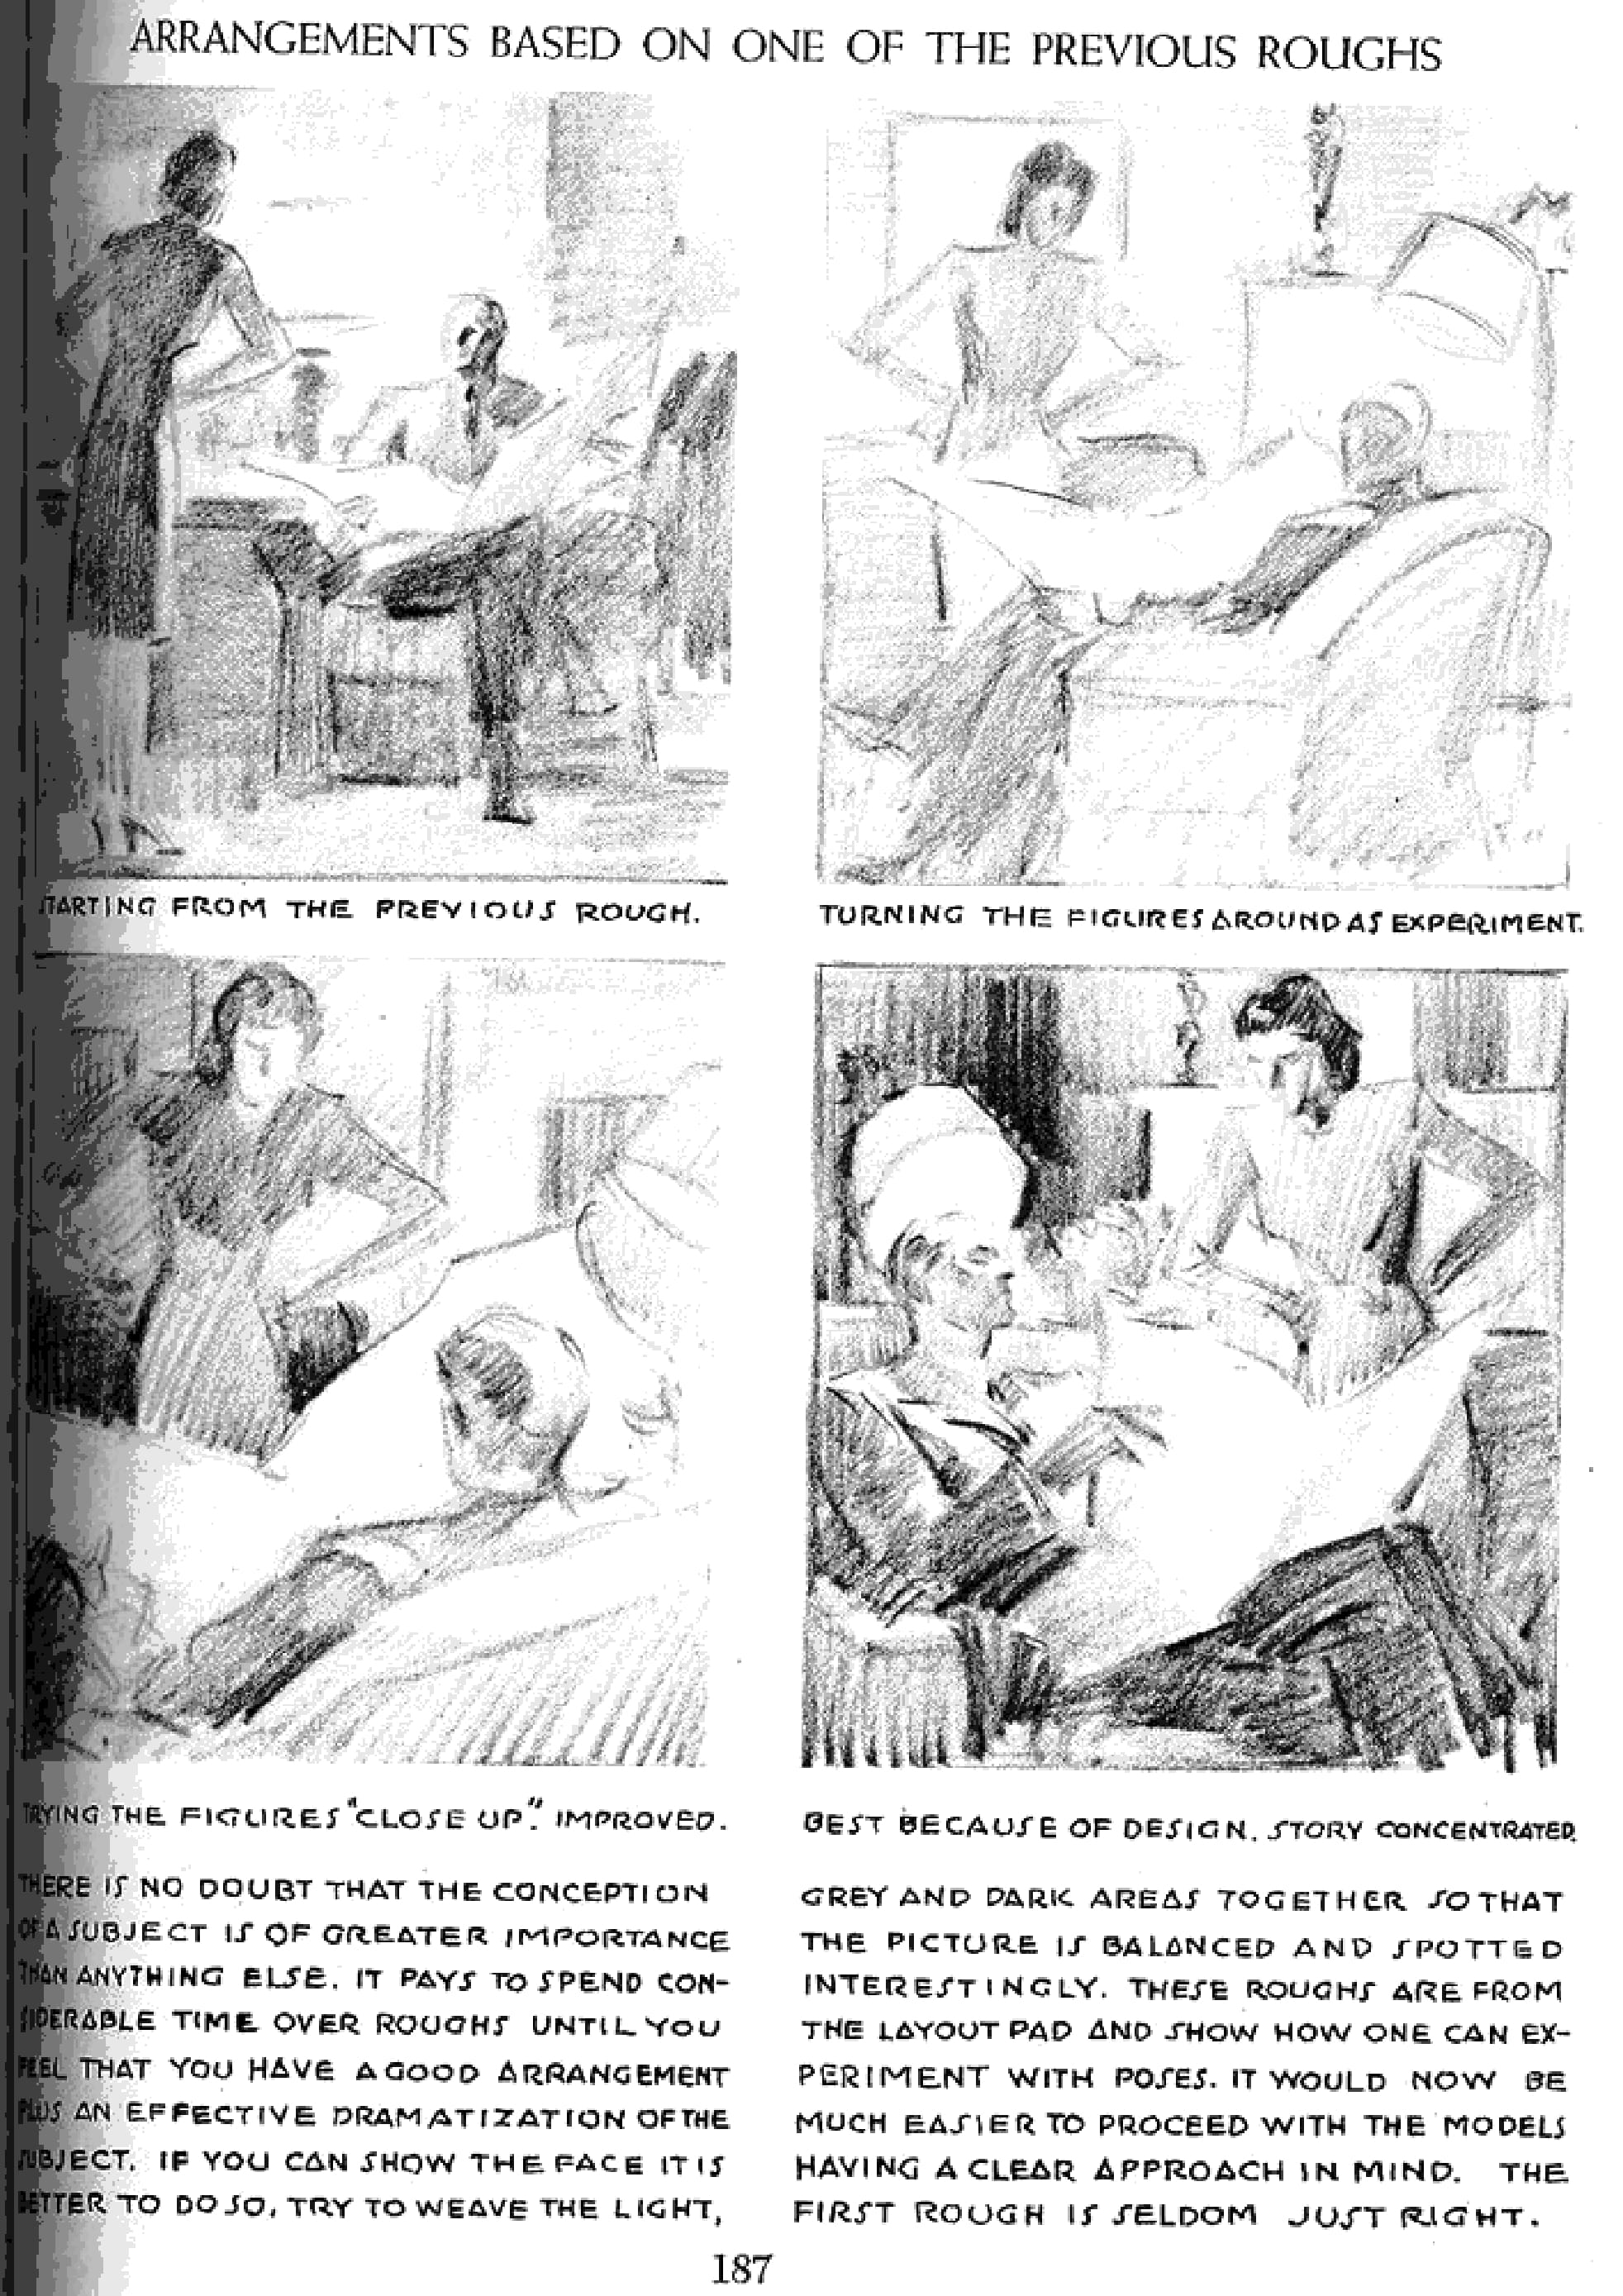 ARRANGEMENTS BASED ON ONE OF THE PREVIOUS ROUGHS
STARTING FROM THE PREVIOUS ROUGH.
TURNING THE FIGURES AROUND AS EXPERIMENT.
TRYING THE FIGURES "CLOSE UP". IMPROVED.
BEST BECAUSE OF DESIGN. STORY CONCENTRATED.
THERE IS NO DOUBT THAT THE CONCEPTION
OF A SUBJECT IS OF GREATER IMPORTANCE
THAN ANYTHING ELSE. IT PAYS TO SPEND CON-
SIDERABLE TIME OVER ROUGHS UNTIL YOU
FEEL THAT YOU HAVE A GOOD ARRANGEMENT
PLUS AN EFFECTIVE DRAMATIZATION OF THE
SUBJECT. IF YOU CAN SHOW THE FACE IT IS
BETTER TO DO SO. TRY TO WEAVE THE LIGHT,
GREY AND DARK AREAS TOGETHER SO THAT
THE PICTURE IS BALANCED AND SPOTTED
INTERESTINGLY. THESE ROUGHS ARE FROM
THE LAYOUT PAD AND SHOW HOW ONE CAN EX-
PERIMENT WITH POSES. IT WOULD NOW BE
MUCH EASIER TO PROCEED WITH THE MODELS
HAVING A CLEAR APPROACH IN MIND. THE
FIRST ROUGH IS SELDOM JUST RIGHT.
187